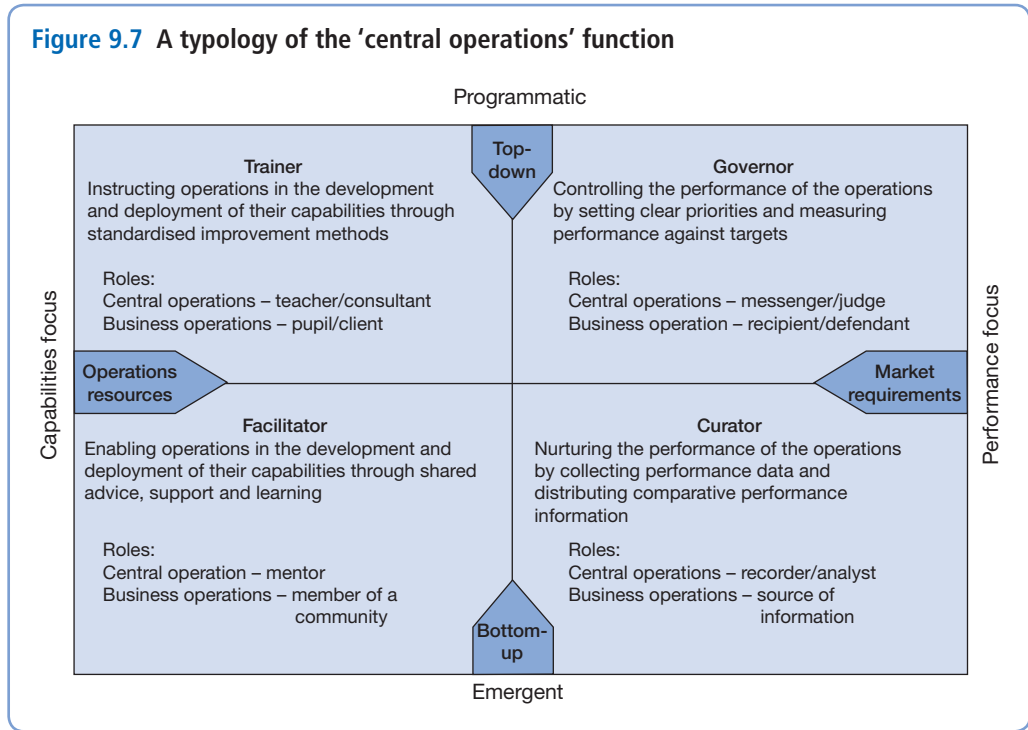 Figure 9.7 A typology of the ‘central operations’ function
Programmatic
Top-
down
Trainer
Instructing operations in the development
and deployment of their capabilities through
standardised improvement methods
Roles:
Central operations – teacher/consultant
Business operations – pupil/client
Governor
Controlling the performance of the operations
by setting clear priorities and measuring
performance against targets
Roles:
Central operations – messenger/judge
Business operation – recipient/defendant
Capabilities focus
Operations
resources
Market
requirements
Performance focus
Facilitator
Enabling operations in the development and
deployment of their capabilities through shared
advice, support and learning
Roles:
Central operation – mentor
Business operations – member of a
community
Curator
Nurturing the performance of the operations
by collecting performance data and
distributing comparative performance
information
Roles:
Central operations – recorder/analyst
Business operations – source of
information
Bottom-
up
Emergent